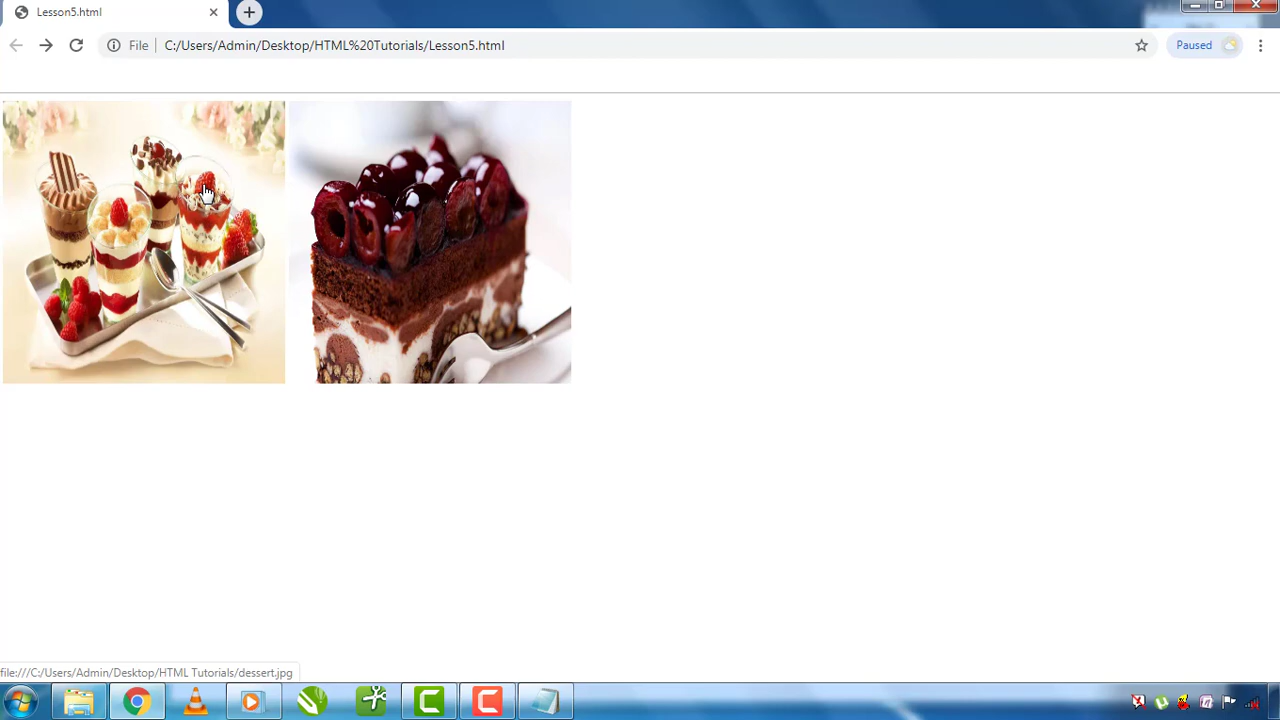 Lesson5.html
File
C:/Users/Admin/Desktop/HTML%20Tutorials/Lesson5.html
Paused
file:///C:/Users/Admin/Desktop/HTML Tutorials/dessert.jpg